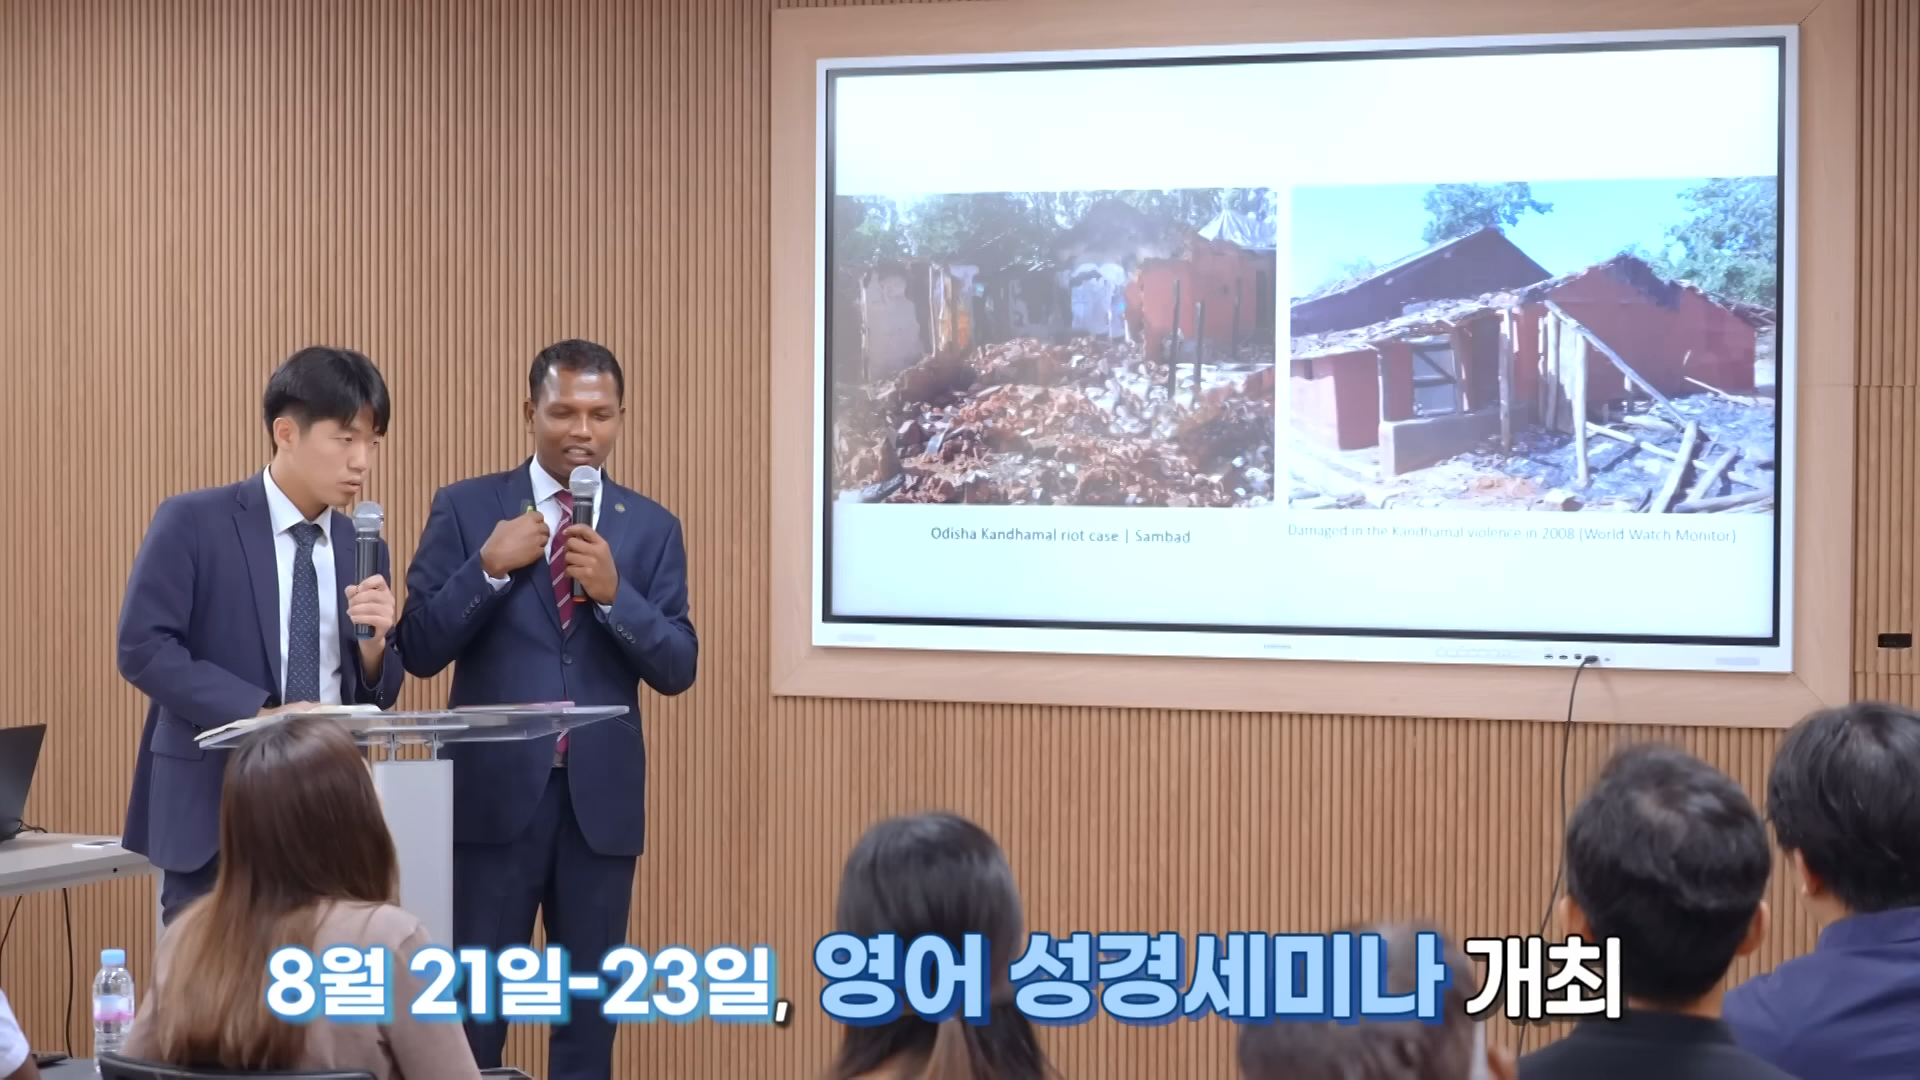 Odisha Kandhamal riot case | Sambad
Damaged in the Kandhamal violence in 2008 (World Watch Monitor)
8월 21일-23일, 영어 성경세미나 개최